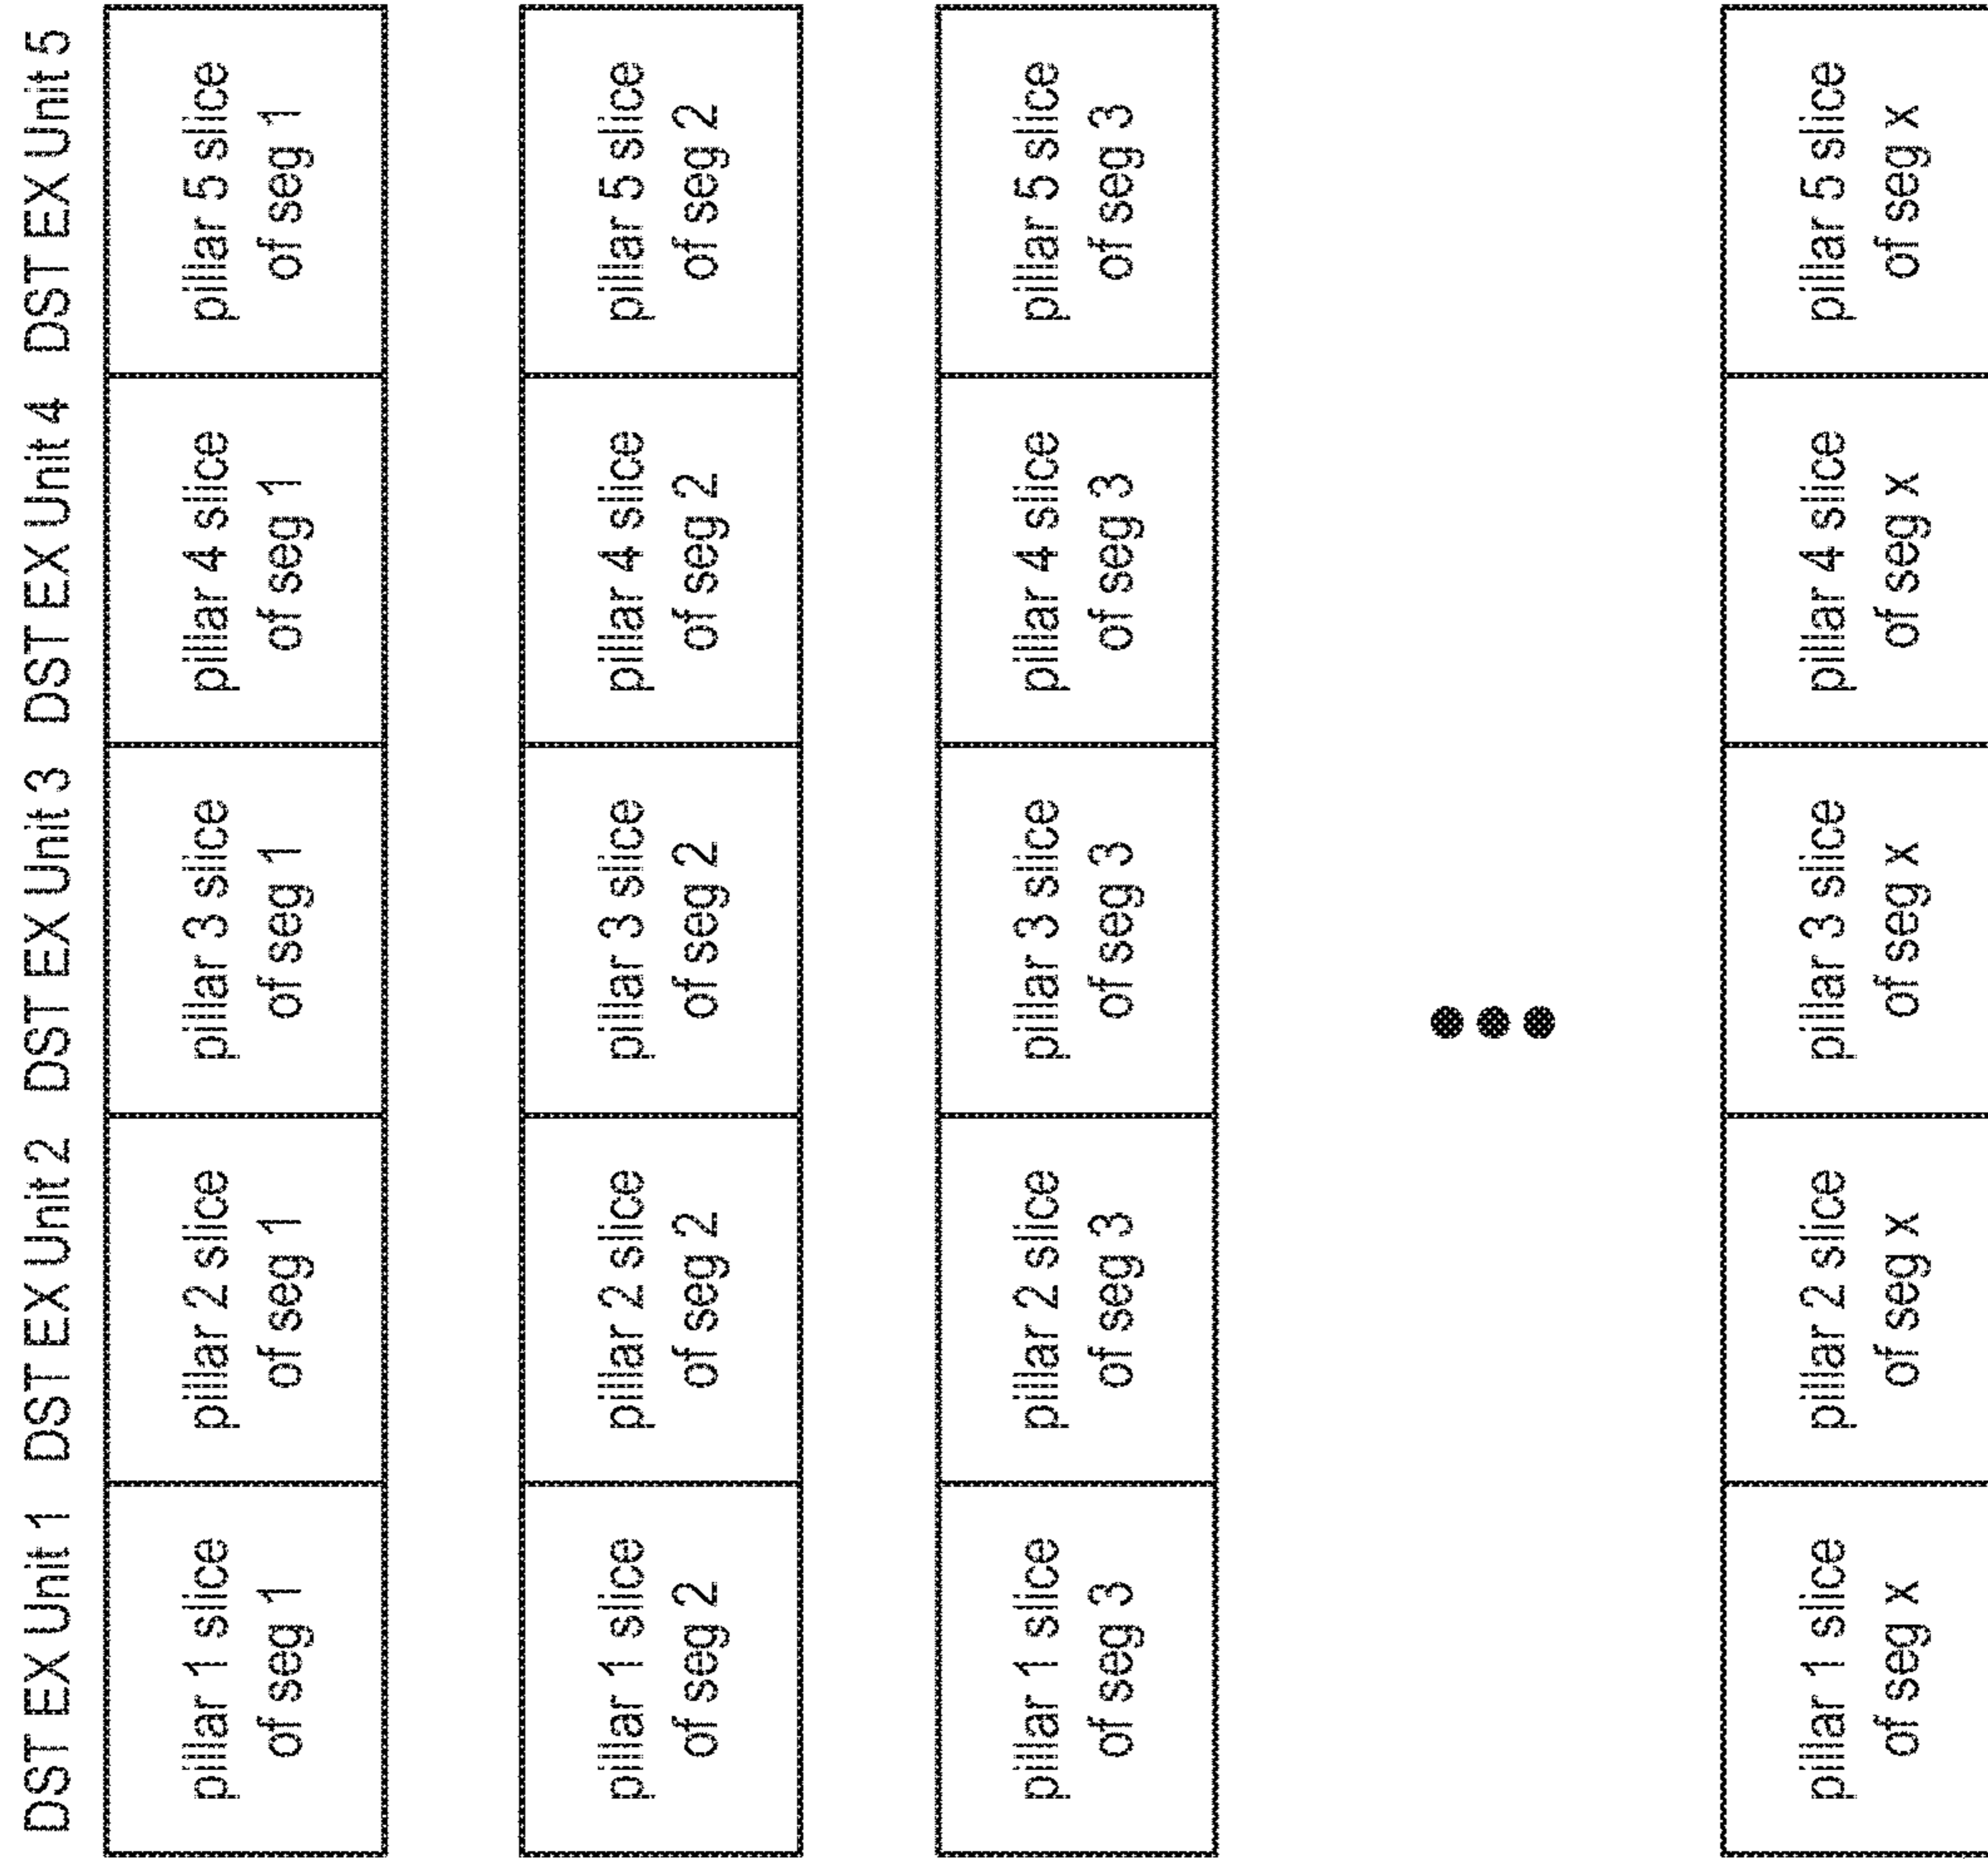 DST EX Unit 1 DST EX Unit 2 DST EX Unit 3 DST EX Unit 4 DST EX Unit 5
pillar 1 slice
of seg 1
pillar 2 slice
of seg 1
pillar 3 slice
of seg 1
pillar 4 slice
of seg 1
pillar 5 slice
of seg 1
pillar 1 slice
of seg 2
pillar 2 slice
of seg 2
pillar 3 slice
of seg 2
pillar 4 slice
of seg 2
pillar 5 slice
of seg 2
pillar 1 slice
of seg 3
pillar 2 slice
of seg 3
pillar 3 slice
of seg 3
pillar 4 slice
of seg 3
pillar 5 slice
of seg 3
pillar 1 slice
of seg x
pillar 2 slice
of seg x
pillar 3 slice
of seg x
pillar 4 slice
of seg x
pillar 5 slice
of seg x